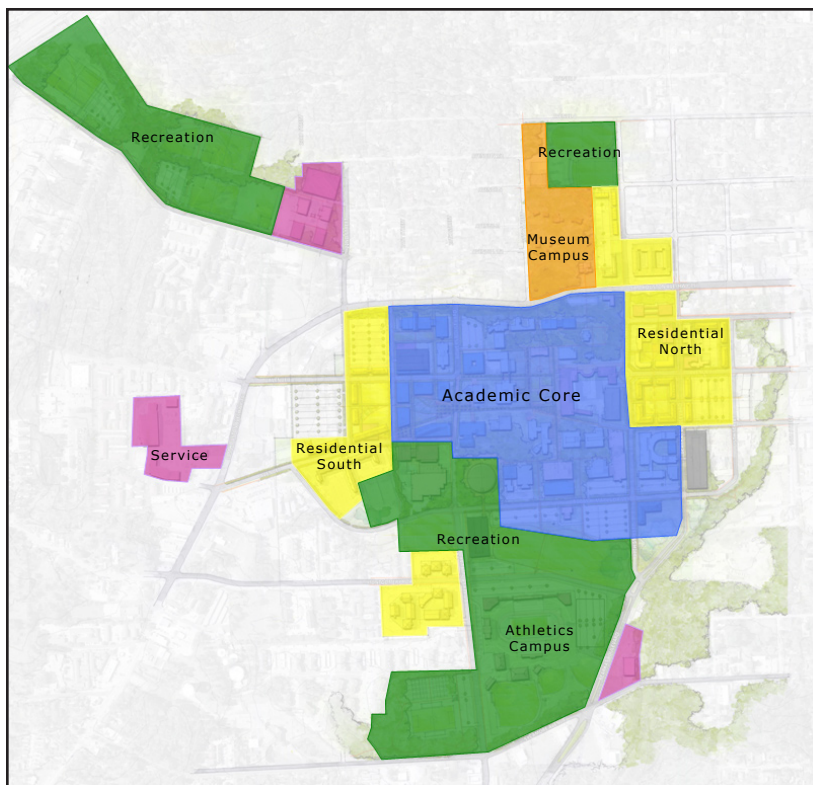 Recreation
Recreation
Museum
Campus
Residential
North
Academic Core
Residential
South
Service
Recreation
Athletics
Campus